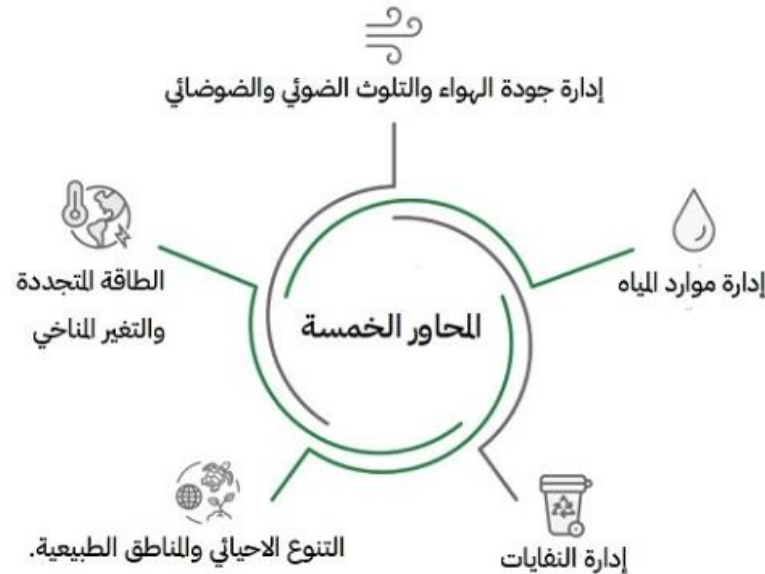 إدارة جودة الهواء والتلوث الضوئي والضوضائي
إدارة موارد المياه
الطاقة المتجددة
والتغير المناخي
المحاور الخمسة
التنوع الاحيائي والمناطق الطبيعية.
إدارة النفايات